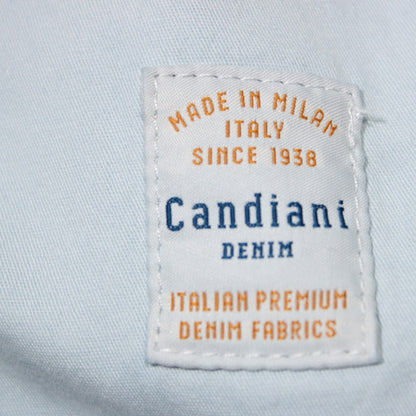 MADE IN MILAN
ITALY
SINCE 1938
Candiani
DENIM
ITALIAN PREMIUM
DENIM FABRICS